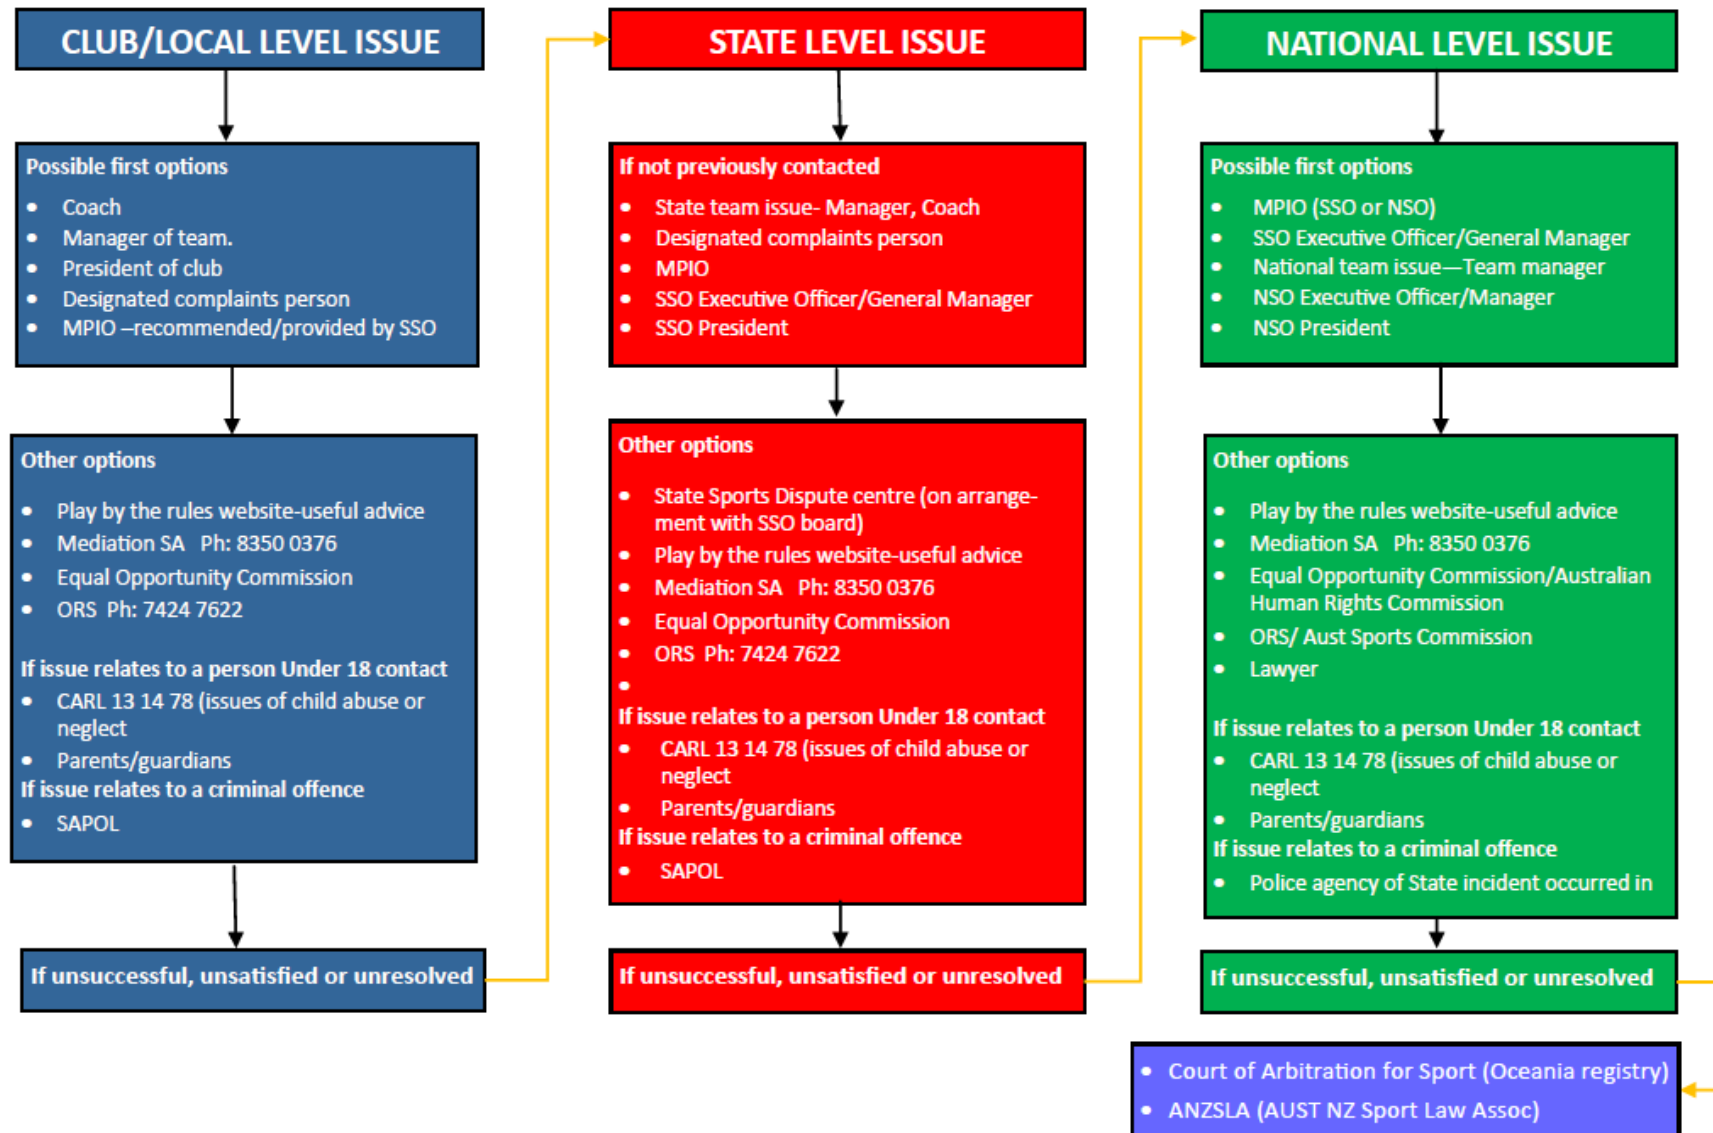 CLUB/LOCAL LEVEL ISSUE
Possible first options
• Coach
• Manager of team.
• President of club
• Designated complaints person
• MPIO –recommended/provided by SSO
Other options
• Play by the rules website-useful advice
• Mediation SA Ph: 8350 0376
• Equal Opportunity Commission
• ORS Ph: 7424 7622
If issue relates to a person Under 18 contact
• CARL 13 14 78 (issues of child abuse or
neglect
• Parents/guardians
If issue relates to a criminal offence
• SAPOL
If unsuccessful, unsatisfied or unresolved
STATE LEVEL ISSUE
If not previously contacted
• State team issue- Manager, Coach
• Designated complaints person
• MPIO
• SSO Executive Officer/General Manager
• SSO President
Other options
• State Sports Dispute centre (on arrange-
ment with SSO board)
• Play by the rules website-useful advice
• Mediation SA Ph: 8350 0376
• Equal Opportunity Commission
• ORS Ph: 7424 7622
•
If issue relates to a person Under 18 contact
• CARL 13 14 78 (issues of child abuse or
neglect
• Parents/guardians
If issue relates to a criminal offence
• SAPOL
If unsuccessful, unsatisfied or unresolved
NATIONAL LEVEL ISSUE
Possible first options
• MPIO (SSO or NSO)
• SSO Executive Officer/General Manager
• National team issue—Team manager
• NSO Executive Officer/Manager
• NSO President
Other options
• Play by the rules website-useful advice
• Mediation SA Ph: 8350 0376
• Equal Opportunity Commission/Australian
Human Rights Commission
• ORS/ Aust Sports Commission
• Lawyer
If issue relates to a person Under 18 contact
• CARL 13 14 78 (issues of child abuse or
neglect
• Parents/guardians
If issue relates to a criminal offence
• Police agency of State incident occurred in
If unsuccessful, unsatisfied or unresolved
• Court of Arbitration for Sport (Oceania registry)
• ANZSLA (AUST NZ Sport Law Assoc)